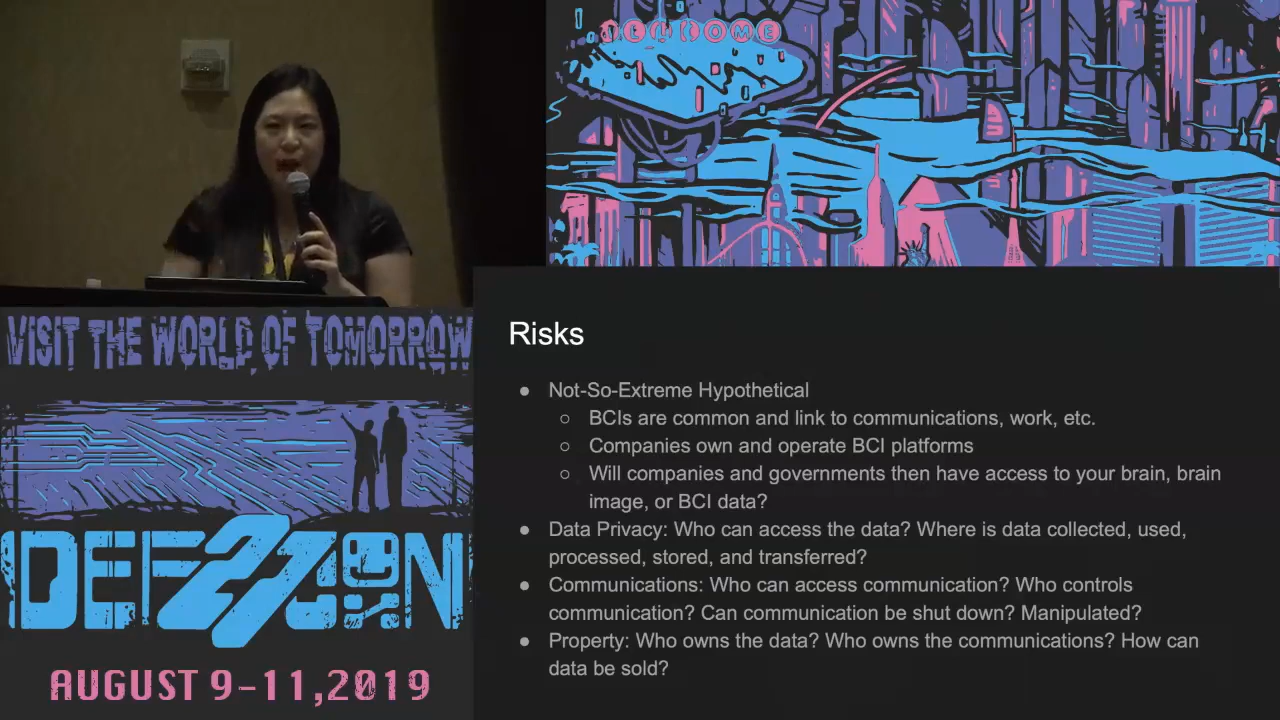 WELCOME
VISIT THE WORLD OF TOMORROW
DEF27CON
AUGUST 9-11,2019
Risks
● Not-So-Extreme Hypothetical
○ BCIs are common and link to communications, work, etc.
○ Companies own and operate BCI platforms
○ Will companies and governments then have access to your brain, brain
image, or BCI data?
● Data Privacy: Who can access the data? Where is data collected, used,
processed, stored, and transferred?
● Communications: Who can access communication? Who controls
communication? Can communication be shut down? Manipulated?
● Property: Who owns the data? Who owns the communications? How can
data be sold?